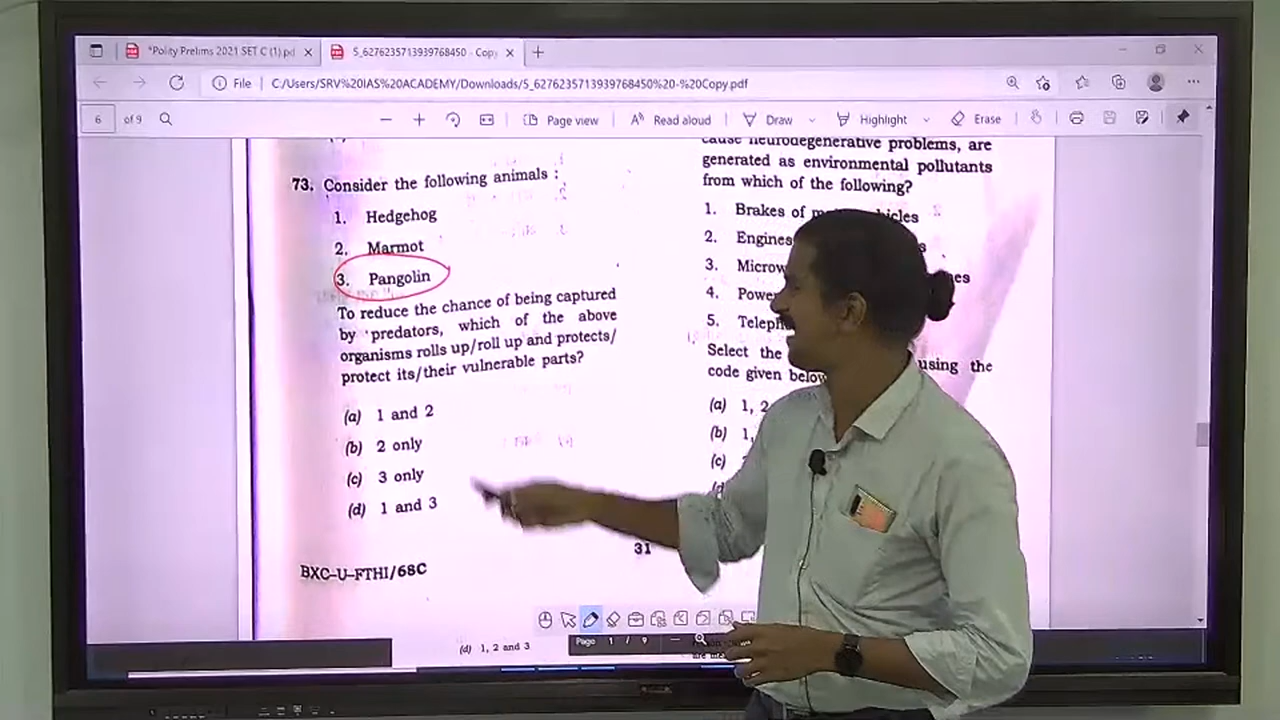 *Polity Prelims 2021 SET C (1).pd
5_6276235713939768450 - Copy
File
C:/Users/SRV%20IAS%20ACADEMY/Downloads/5_6276235713939768450%20-%20Copy.pdf
6 of 9
Page view
Read aloud
Draw
Highlight
Erase
73. Consider the following animals :
1. Hedgehog
2. Marmot
3. Pangolin
To reduce the chance of being captured
by predators, which of the above
organisms rolls up/roll up and protects/
protect its/their vulnerable parts?
(a) 1 and 2
(b) 2 only
(c) 3 only
(d) 1 and 3
BXC-U-FTHI/68C
31
cause neurodegenerative problems, are
generated as environmental pollutants
from which of the following?
1. Brakes of
2. Engines
3.
4.
5.
Select the using the
code given below
(a) 1, 2
(b) 1,
(c)
Page 1 / 9
(d) 1, 2 and 3